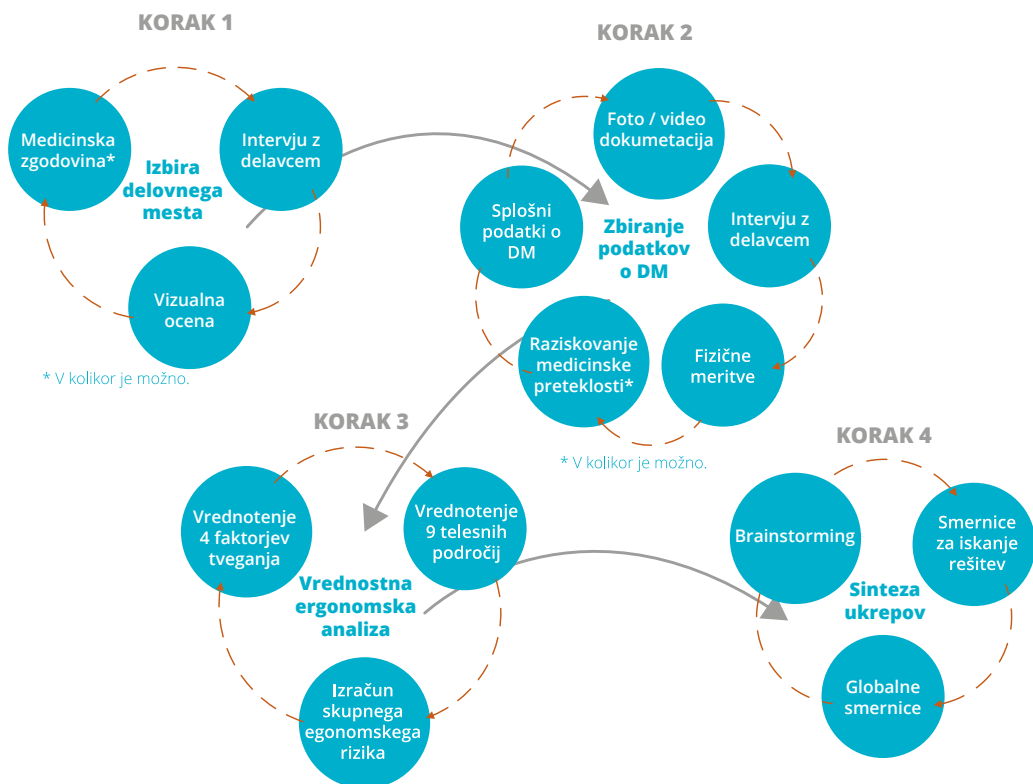 KORAK 1
Medicinska
zgodovina*
Intervju z
delavcem
Izbira
delovnega
mesta
Vizualna
ocena
* V kolikor je možno.
KORAK 2
Foto / video
dokumetacija
Splošni
podatki o
DM
Intervju z
delavcem
Zbiranje
podatkov
o DM
Raziskovanje
medicinske
preteklosti*
Fizične
meritve
* V kolikor je možno.
KORAK 3
Vrednotenje
4 faktorjev
tveganja
Vrednotenje
9 telesnih
področij
Vrednostna
ergonomska
analiza
Izračun
skupnega
egonomskega
rizika
KORAK 4
Brainstorming
Smernice
za iskanje
rešitev
Sinteza
ukrepov
Globalne
smernice